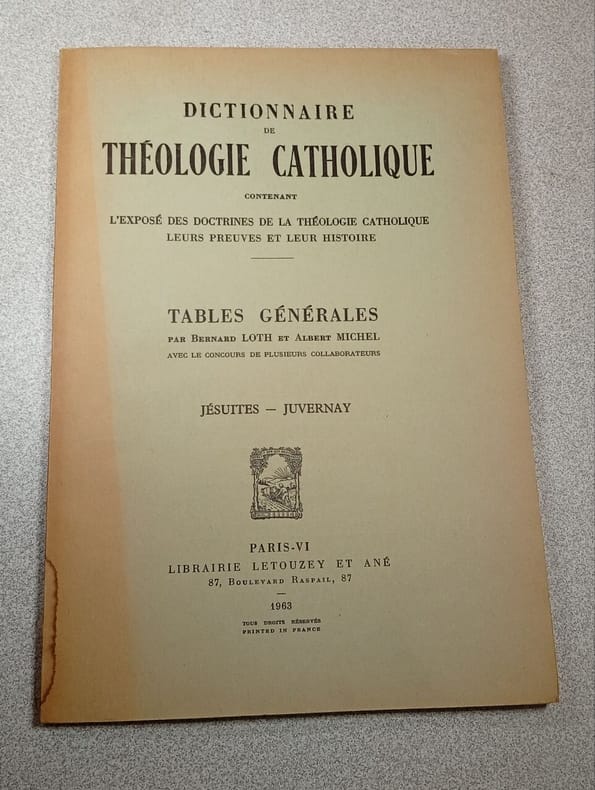 DICTIONNAIRE
DE
THÉOLOGIE CATHOLIQUE
CONTENANT
L'EXPOSÉ DES DOCTRINES DE LA THÉOLOGIE CATHOLIQUE
LEURS PREUVES ET LEUR HISTOIRE
TABLES GÉNÉRALES
PAR BERNARD LOTH ET ALBERT MICHEL
AVEC LE CONCOURS DE PLUSIEURS COLLABORATEURS
JÉSUITES — JUVERNAY
PARIS-VI
LIBRAIRIE LETOUZEY ET ANÉ
87, BOULEVARD RASPAIL, 87
1963
TOUS DROITS RÉSERVÉS
PRINTED IN FRANCE